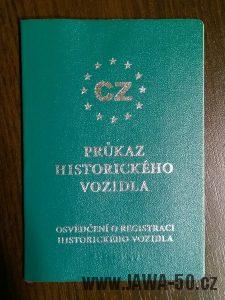 CZ
PRŮKAZ
HISTORICKÉHO
VOZIDLA
OSVĚDČENÍ O REGISTRACI
HISTORICKÉHO VOZIDLA
www.JAWA-50.cz